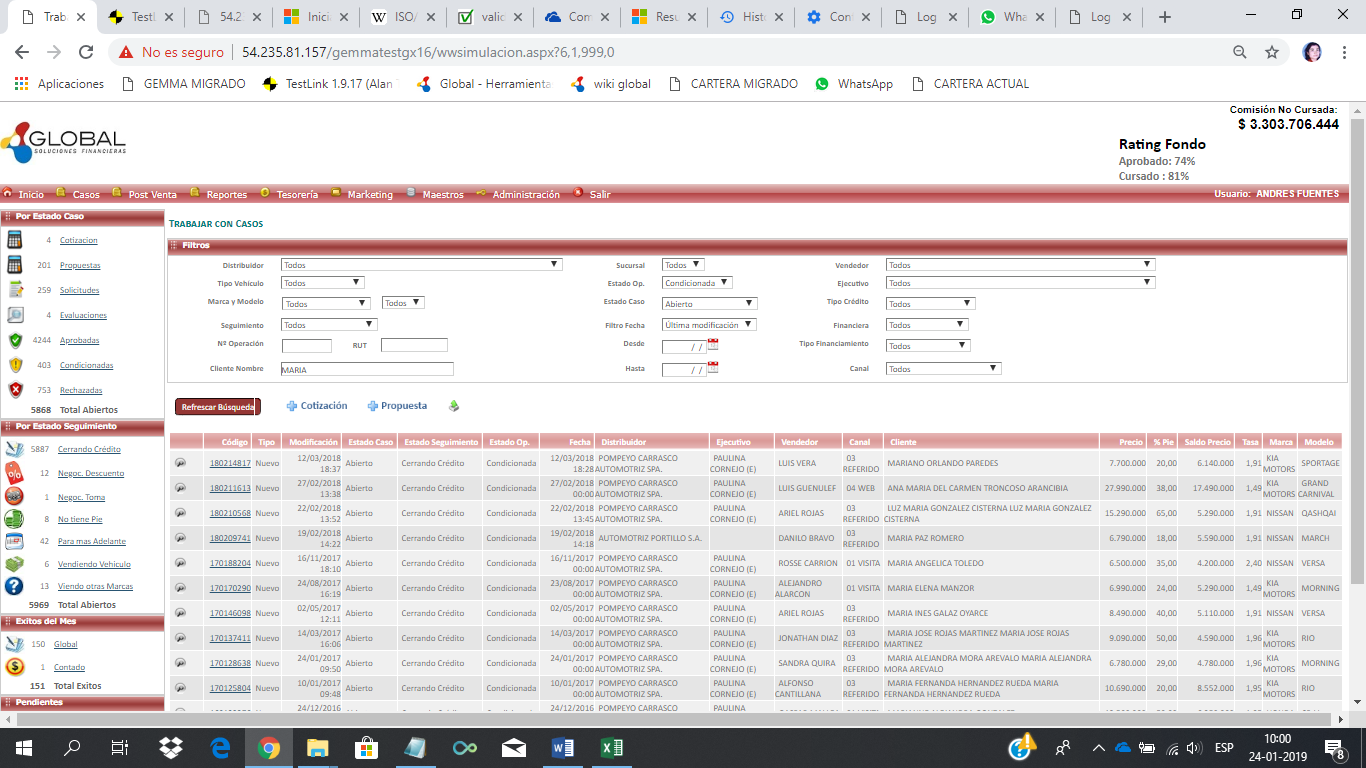 Traba
TestL
54.23
Inicia
ISO/
valid
Com
Resu
Histo
Conf
Log
Wha
Log
No es seguro
54.235.81.157/gemmatestgx16/wwsimulacion.aspx?6,1,999,0
Aplicaciones
GEMMA MIGRADO
TestLink 1.9.17 (Alan
Global - Herramienta
wiki global
CARTERA MIGRADO
WhatsApp
CARTERA ACTUAL
Comisión No Cursada:
$ 3.303.706.444
GLOBAL
SOLUCIONES FINANCIERAS
Rating Fondo
Aprobado: 74%
Cursado : 81%
Inicio Casos Post Venta Reportes Tesorería Marketing Maestros Administración Salir Usuario: ANDRES FUENTES
Por Estado Caso
4 Cotizacion
201 Propuestas
259 Solicitudes
4 Evaluaciones
4244 Aprobadas
403 Condicionadas
753 Rechazadas
5868 Total Abiertos
Por Estado Seguimiento
5887 Cerrando Crédito
12 Negoc. Descuento
1 Negoc. Toma
8 No tiene Pie
42 Para mas Adelante
6 Vendiendo Vehiculo
13 Viendo otras Marcas
5969 Total Abiertos
Exitos del Mes
150 Global
1 Contado
151 Total Exitos
Pendientes
TRABAJAR CON CASOS
Filtros
Distribuidor Todos Sucursal Todos Vendedor Todos
Tipo Vehiculo Todos Estado Op. Condicionada Ejecutivo Todos
Marca y Modelo Todos Todos Estado Caso Abierto Tipo Crédito Todos
Seguimiento Todos Filtro Fecha Última modificación Financiera Todos
Nº Operación RUT Desde / / Tipo Financiamiento Todos
Cliente Nombre MARIA Hasta / / Canal Todos
Refrescar Búsqueda Cotización Propuesta
Código Tipo Modificación Estado Caso Estado Seguimiento Estado Op. Fecha Distribuidor Ejecutivo Vendedor Canal Cliente Precio % Pie Saldo Precio Tasa Marca Modelo
180214817 Nuevo 12/03/2018 18:37 Abierto Cerrando Crédito Condicionada 12/03/2018 18:28 POMPEYO CARRASCO AUTOMOTRIZ SPA. PAULINA CORNEJO (E) LUIS VERA 03 REFERIDO MARIANO ORLANDO PAREDES 7.700.000 20,00 6.140.000 1,91 KIA MOTORS SPORTAGE
180211613 Nuevo 27/02/2018 13:38 Abierto Cerrando Crédito Condicionada 27/02/2018 00:00 POMPEYO CARRASCO AUTOMOTRIZ SPA. PAULINA CORNEJO (E) LUIS GUENULEF 04 WEB ANA MARIA DEL CARMEN TRONCOSO ARANCIBIA 27.990.000 38,00 17.490.000 1,49 KIA MOTORS GRAND CARNIVAL
180210568 Nuevo 22/02/2018 13:52 Abierto Cerrando Crédito Condicionada 22/02/2018 13:45 POMPEYO CARRASCO AUTOMOTRIZ SPA. PAULINA CORNEJO (E) ARIEL ROJAS 03 REFERIDO LUZ MARIA GONZALEZ CISTERNA LUZ MARIA GONZALEZ CISTERNA 15.290.000 65,00 5.290.000 1,91 NISSAN QASHQAI
180209741 Nuevo 19/02/2018 14:22 Abierto Cerrando Crédito Condicionada 19/02/2018 14:18 AUTOMOTRIZ PORTILLO S.A. DANILO BRAVO 03 REFERIDO MARIA PAZ ROMERO 6.790.000 18,00 5.590.000 1,91 NISSAN MARCH
170188204 Nuevo 16/11/2017 18:10 Abierto Cerrando Crédito Condicionada 16/11/2017 00:00 POMPEYO CARRASCO AUTOMOTRIZ SPA. PAULINA CORNEJO (E) ROSSE CARRION 01 VISITA MARIA ANGELICA TOLEDO 6.500.000 35,00 4.200.000 2,40 NISSAN VERSA
170170290 Nuevo 24/08/2017 16:19 Abierto Cerrando Crédito Condicionada 23/08/2017 00:00 POMPEYO CARRASCO AUTOMOTRIZ SPA. PAULINA CORNEJO (E) ALEJANDRO ALARCON 01 VISITA MARIA ELENA MANZOR 6.990.000 24,00 5.290.000 1,49 KIA MOTORS MORNING
170146098 Nuevo 02/05/2017 12:11 Abierto Cerrando Crédito Condicionada 02/05/2017 00:00 POMPEYO CARRASCO AUTOMOTRIZ SPA. PAULINA CORNEJO (E) ARIEL ROJAS 03 REFERIDO MARIA INES GALAZ OYARCE 8.490.000 40,00 5.110.000 1,91 NISSAN VERSA
170137411 Nuevo 14/03/2017 16:06 Abierto Cerrando Crédito Condicionada 14/03/2017 00:00 POMPEYO CARRASCO AUTOMOTRIZ SPA. PAULINA CORNEJO (E) JONATHAN DIAZ 03 REFERIDO MARIA JOSE ROJAS MARTINEZ MARIA JOSE ROJAS MARTINEZ 9.090.000 50,00 4.590.000 1,96 KIA MOTORS RIO
170128638 Nuevo 24/01/2017 09:50 Abierto Cerrando Crédito Condicionada 24/01/2017 00:00 POMPEYO CARRASCO AUTOMOTRIZ SPA. PAULINA CORNEJO (E) SANDRA QUIRA 03 REFERIDO MARIA ALEJANDRA MORA AREVALO MARIA ALEJANDRA MORA AREVALO 6.780.000 29,00 4.780.000 1,96 KIA MOTORS MORNING
170125804 Nuevo 10/01/2017 09:48 Abierto Cerrando Crédito Condicionada 10/01/2017 00:00 POMPEYO CARRASCO AUTOMOTRIZ SPA. PAULINA CORNEJO (E) ALFONSO CANTILLANA 03 REFERIDO MARIA FERNANDA HERNANDEZ RUEDA MARIA FERNANDA HERNANDEZ RUEDA 10.690.000 20,00 8.552.000 1,95 KIA MOTORS RIO
24/12/2016 24/12/2016 POMPEYO CARRASCO PAULINA
ESP
10:00
24-01-2019
8